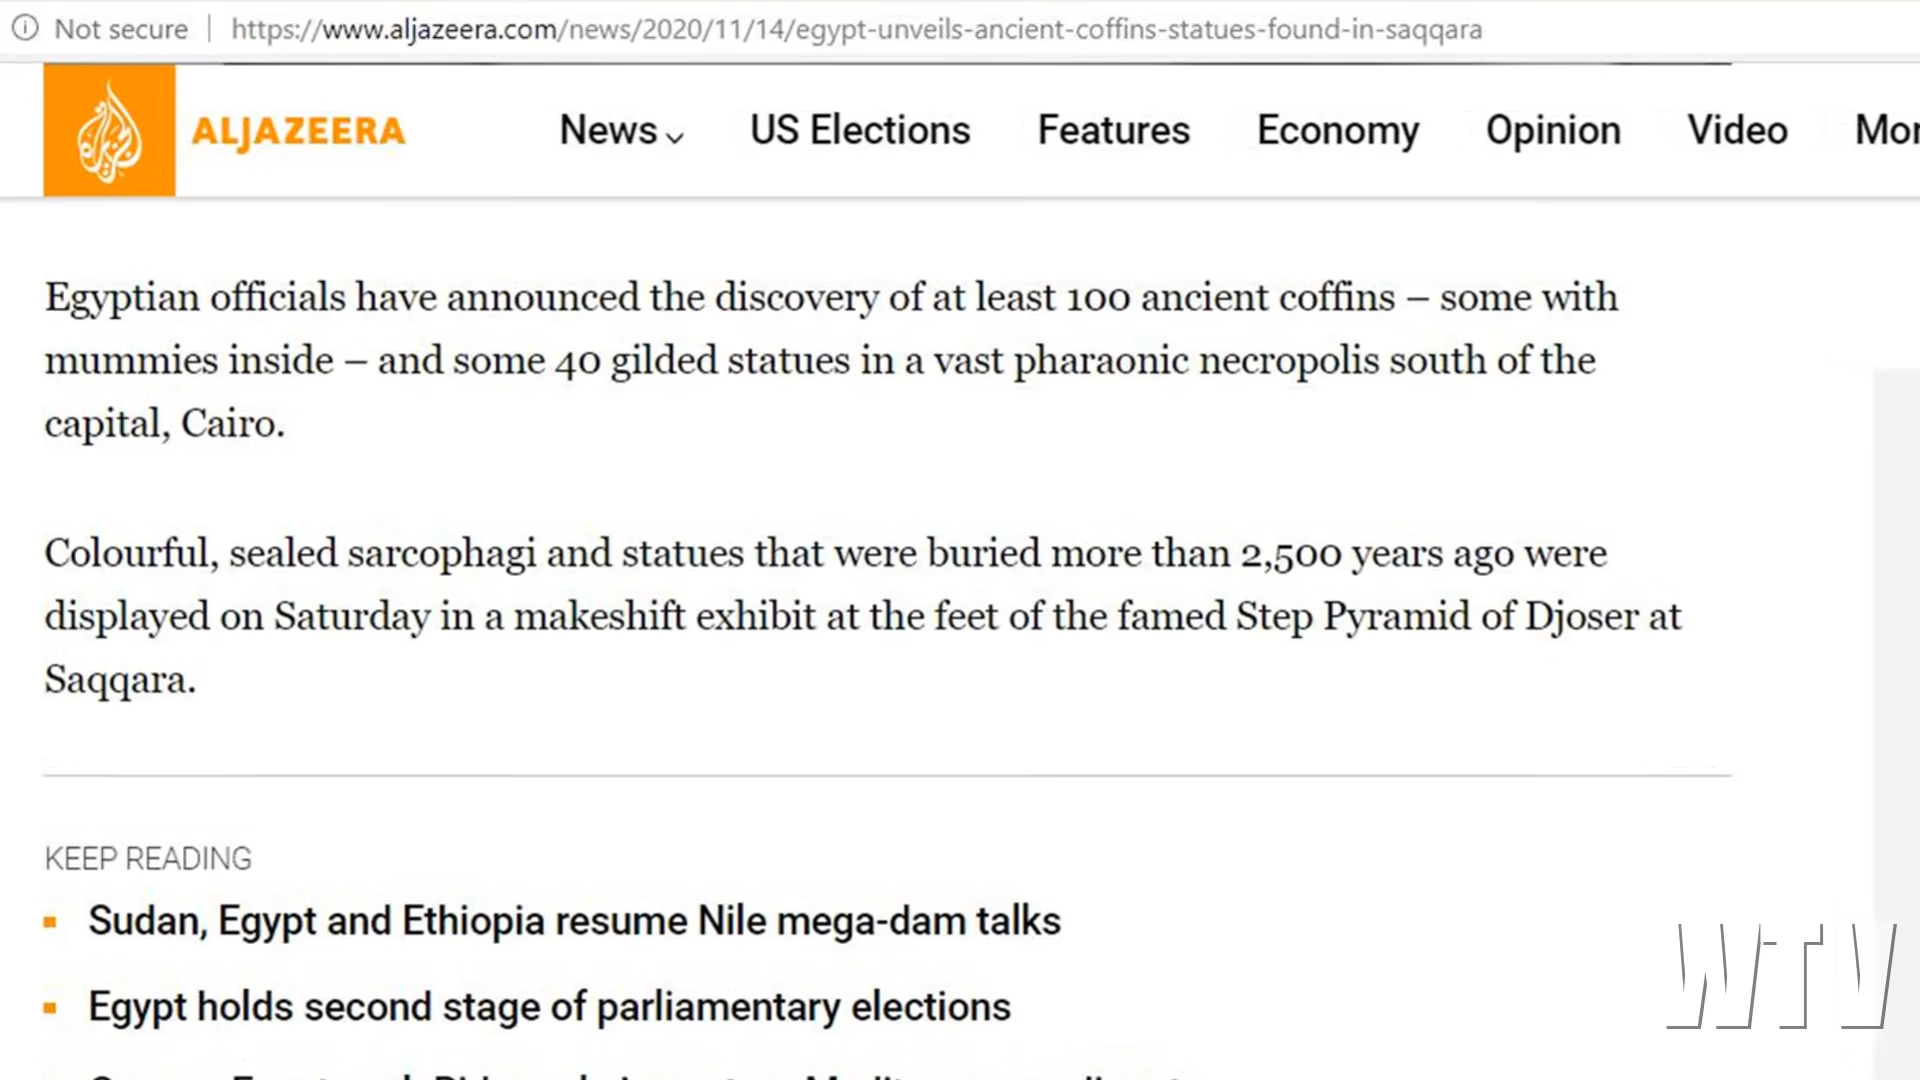 Not secure | https://www.aljazeera.com/news/2020/11/14/egypt-unveils-ancient-coffins-statues-found-in-saqqara
ALJAZEERA News US Elections Features Economy Opinion Video Mor
Egyptian officials have announced the discovery of at least 100 ancient coffins – some with
mummies inside – and some 40 gilded statues in a vast pharaonic necropolis south of the
capital, Cairo.
Colourful, sealed sarcophagi and statues that were buried more than 2,500 years ago were
displayed on Saturday in a makeshift exhibit at the feet of the famed Step Pyramid of Djoser at
Saqqara.
KEEP READING
Sudan, Egypt and Ethiopia resume Nile mega-dam talks
Egypt holds second stage of parliamentary elections
WTV